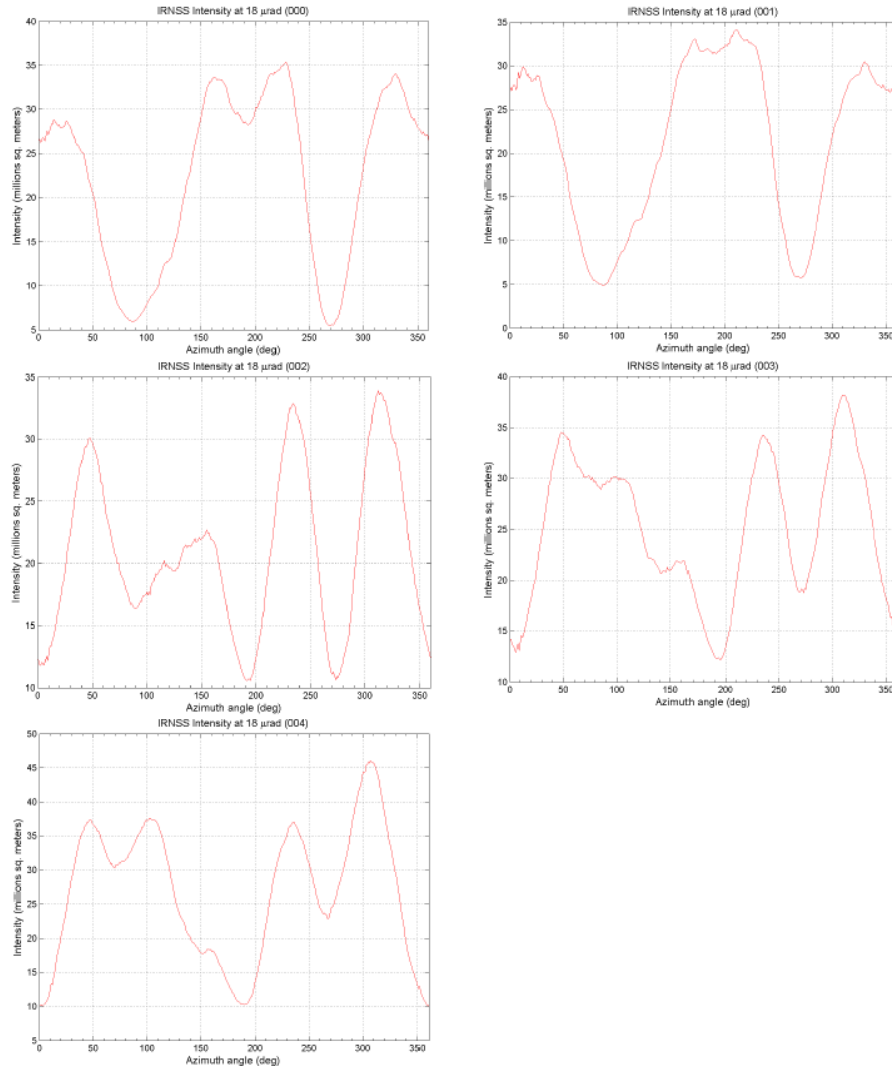 IRNSS Intensity at 18 μrad (000)
Intensity (millions sq. meters)
40
35
30
25
20
15
10
5
0 50 100 150 200 250 300 350
Azimuth angle (deg)
IRNSS Intensity at 18 μrad (001)
Intensity (millions sq. meters)
35
30
25
20
15
10
5
0
0 50 100 150 200 250 300 350
Azimuth angle (deg)
IRNSS Intensity at 18 μrad (002)
Intensity (millions sq. meters)
35
30
25
20
15
10
0 50 100 150 200 250 300 350
Azimuth angle (deg)
IRNSS Intensity at 18 μrad (003)
Intensity (millions sq. meters)
40
35
30
25
20
15
10
0 50 100 150 200 250 300 350
Azimuth angle (deg)
IRNSS Intensity at 18 μrad (004)
Intensity (millions sq. meters)
50
45
40
35
30
25
20
15
10
5
0
0 50 100 150 200 250 300 350
Azimuth angle (deg)